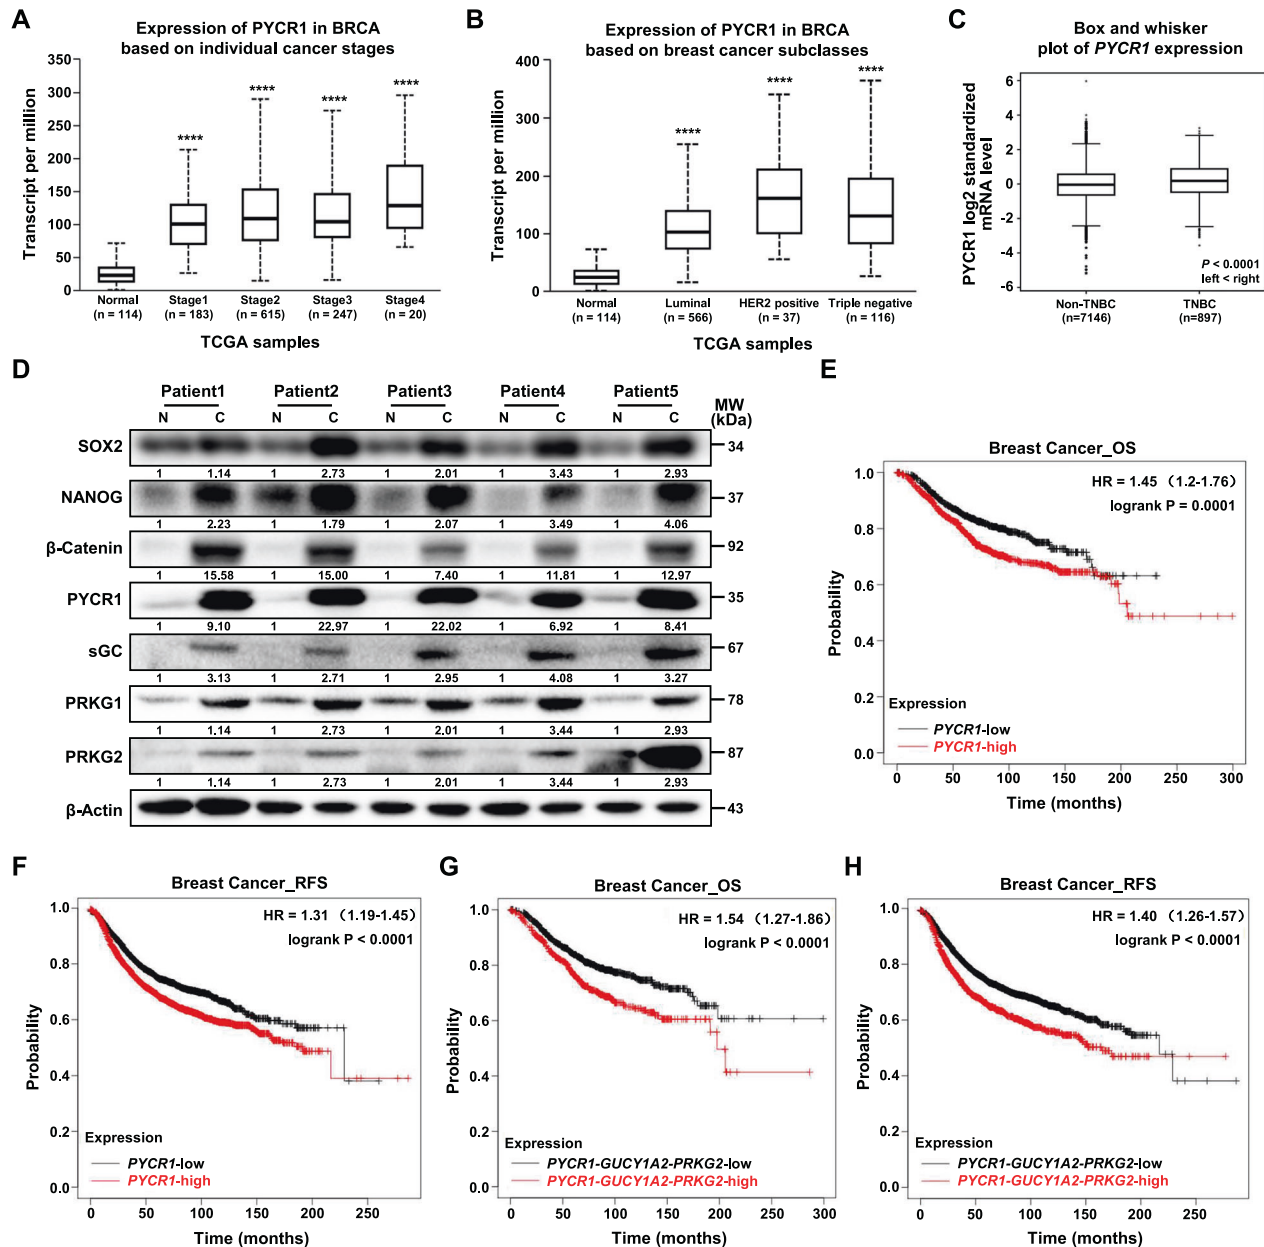 A
Expression of PYCR1 in BRCA
based on individual cancer stages
Transcript per million
350
300
250
200
150
100
50
0
****
****
****
****
Normal
(n = 114)
Stage1
(n = 183)
Stage2
(n = 615)
Stage3
(n = 247)
Stage4
(n = 20)
TCGA samples
B
Expression of PYCR1 in BRCA
based on breast cancer subclasses
Transcript per million
400
300
200
100
0
****
****
****
Normal
(n = 114)
Luminal
(n = 566)
HER2 positive
(n = 37)
Triple negative
(n = 116)
TCGA samples
C
Box and whisker
plot of PYCR1 expression
PYCR1 log2 standardized
mRNA level
6
4
2
0
-2
-4
-6
P < 0.0001
left < right
Non-TNBC
(n=7146)
TNBC
(n=897)
D
Patient1 Patient2 Patient3 Patient4 Patient5
N C N C N C N C N C
MW
(kDa)
SOX2 34
1 1.14 1 2.73 1 2.01 1 3.43 1 2.93
NANOG 37
1 2.23 1 1.79 1 2.07 1 3.49 1 4.06
β-Catenin 92
1 15.58 1 15.00 1 7.40 1 11.81 1 12.97
PYCR1 35
1 9.10 1 22.97 1 22.02 1 6.92 1 8.41
sGC 67
1 3.13 1 2.71 1 2.95 1 4.08 1 3.27
PRKG1 78
1 1.14 1 2.73 1 2.01 1 3.44 1 2.93
PRKG2 87
1 1.14 1 2.73 1 2.01 1 3.44 1 2.93
β-Actin 43
E
Breast Cancer_OS
HR = 1.45 (1.2-1.76)
logrank P = 0.0001
Probability
1.0
0.8
0.6
0.4
0.2
0.0
Expression
PYCR1-low
PYCR1-high
0 50 100 150 200 250 300
Time (months)
F
Breast Cancer_RFS
HR = 1.31 (1.19-1.45)
logrank P < 0.0001
Probability
1.0
0.8
0.6
0.4
0.2
0.0
Expression
PYCR1-low
PYCR1-high
0 50 100 150 200 250
Time (months)
G
Breast Cancer_OS
HR = 1.54 (1.27-1.86)
logrank P < 0.0001
Probability
1.0
0.8
0.6
0.4
0.2
0.0
Expression
PYCR1-GUCY1A2-PRKG2-low
PYCR1-GUCY1A2-PRKG2-high
0 50 100 150 200 250 300
Time (months)
H
Breast Cancer_RFS
HR = 1.40 (1.26-1.57)
logrank P < 0.0001
Probability
1.0
0.8
0.6
0.4
0.2
0.0
Expression
PYCR1-GUCY1A2-PRKG2-low
PYCR1-GUCY1A2-PRKG2-high
0 50 100 150 200 250
Time (months)